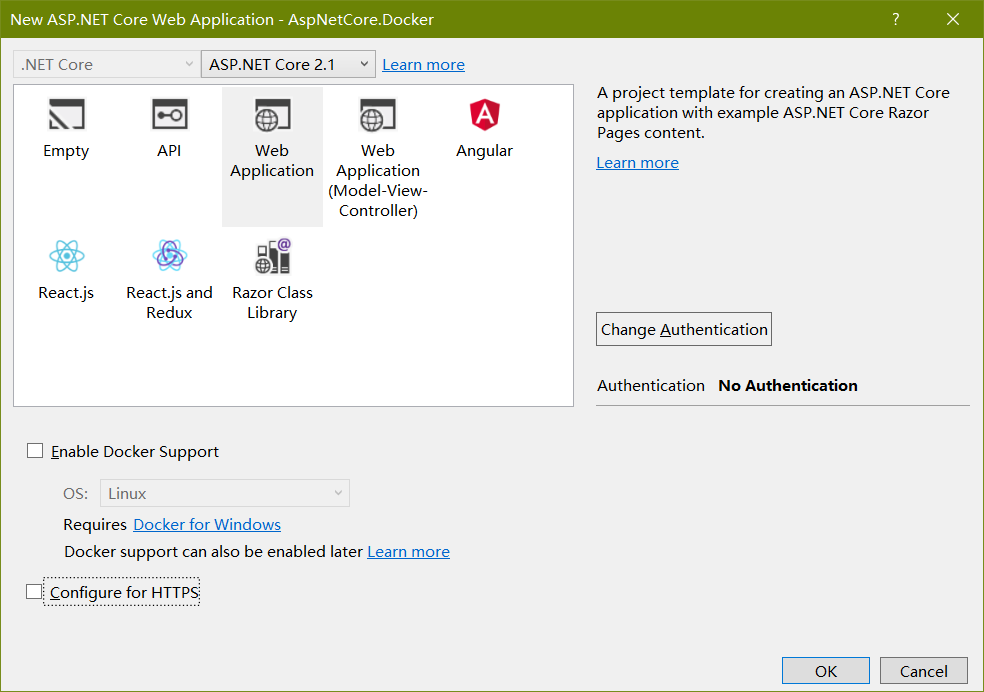 New ASP.NET Core Web Application - AspNetCore.Docker
?
.NET Core
ASP.NET Core 2.1
Learn more
Empty
API
Web
Application
Web
Application
(Model-View-
Controller)
Angular
React.js
React.js and
Redux
Razor Class
Library
A project template for creating an ASP.NET Core
application with example ASP.NET Core Razor
Pages content.
Learn more
Change Authentication
Authentication No Authentication
Enable Docker Support
OS: Linux
Requires Docker for Windows
Docker support can also be enabled later Learn more
Configure for HTTPS
OK
Cancel